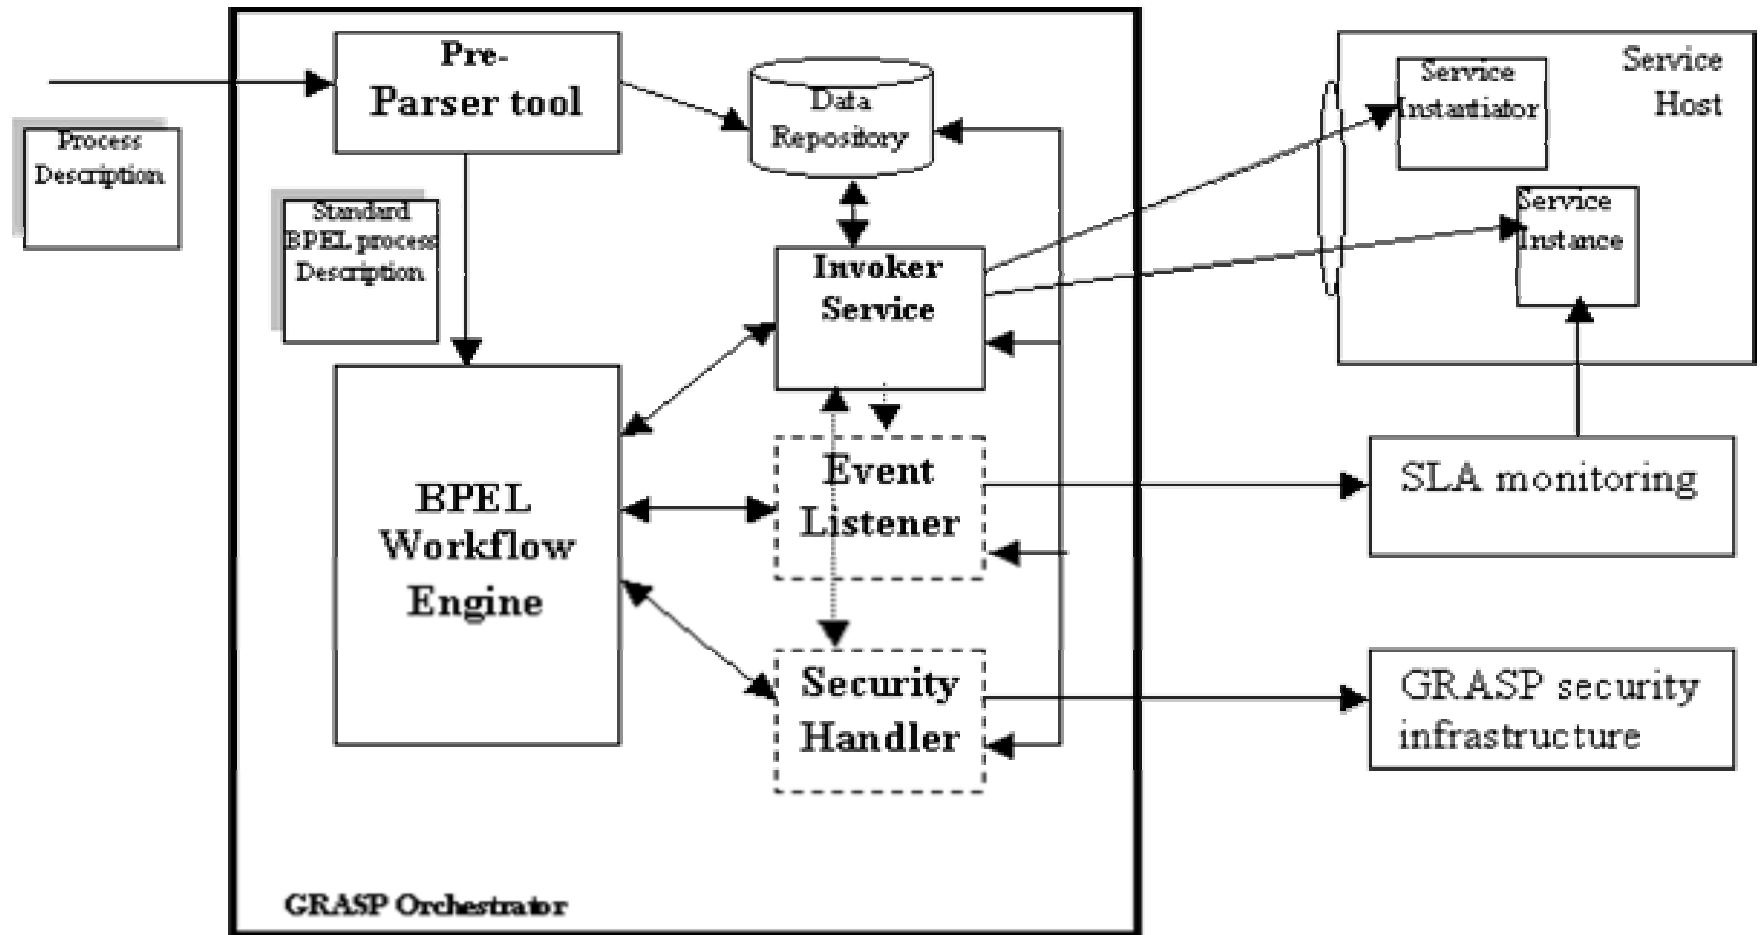 Pre-
Parser tool
Data
Repository
Service
Instantiator
Service
Host
Process
Description
Standard
BPEL process
Description
Service
Instance
Invoker
Service
BPEL
Workflow
Engine
Event
Listener
SLA monitoring
Security
Handler
GRASP security
infrastructure
GRASP Orchestrator